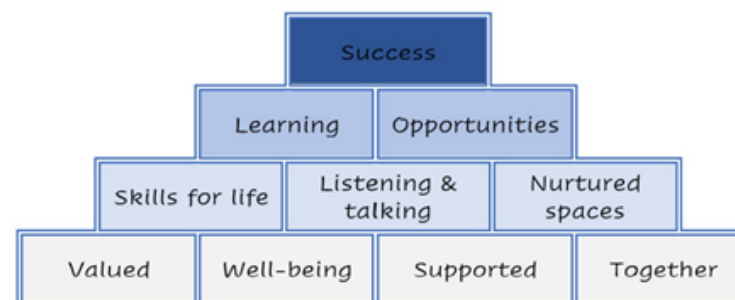 Success
Learning Opportunities
Skills for life Listening & talking Nurtured spaces
Valued Well-being Supported Together